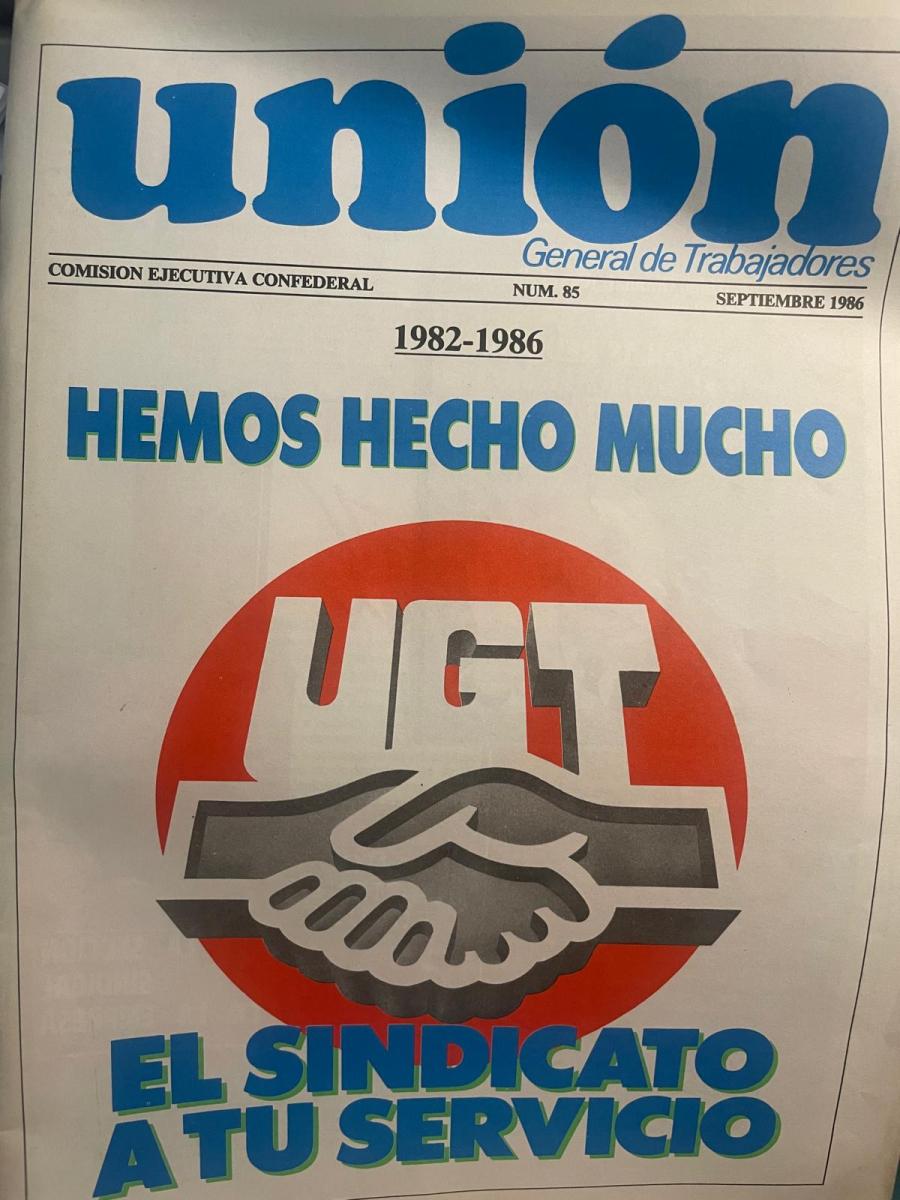 unión
General de Trabajadores
COMISION EJECUTIVA CONFEDERAL NUM. 85 SEPTIEMBRE 1986
1982-1986
HEMOS HECHO MUCHO
UGT
EL SINDICATO
A TU SERVICIO